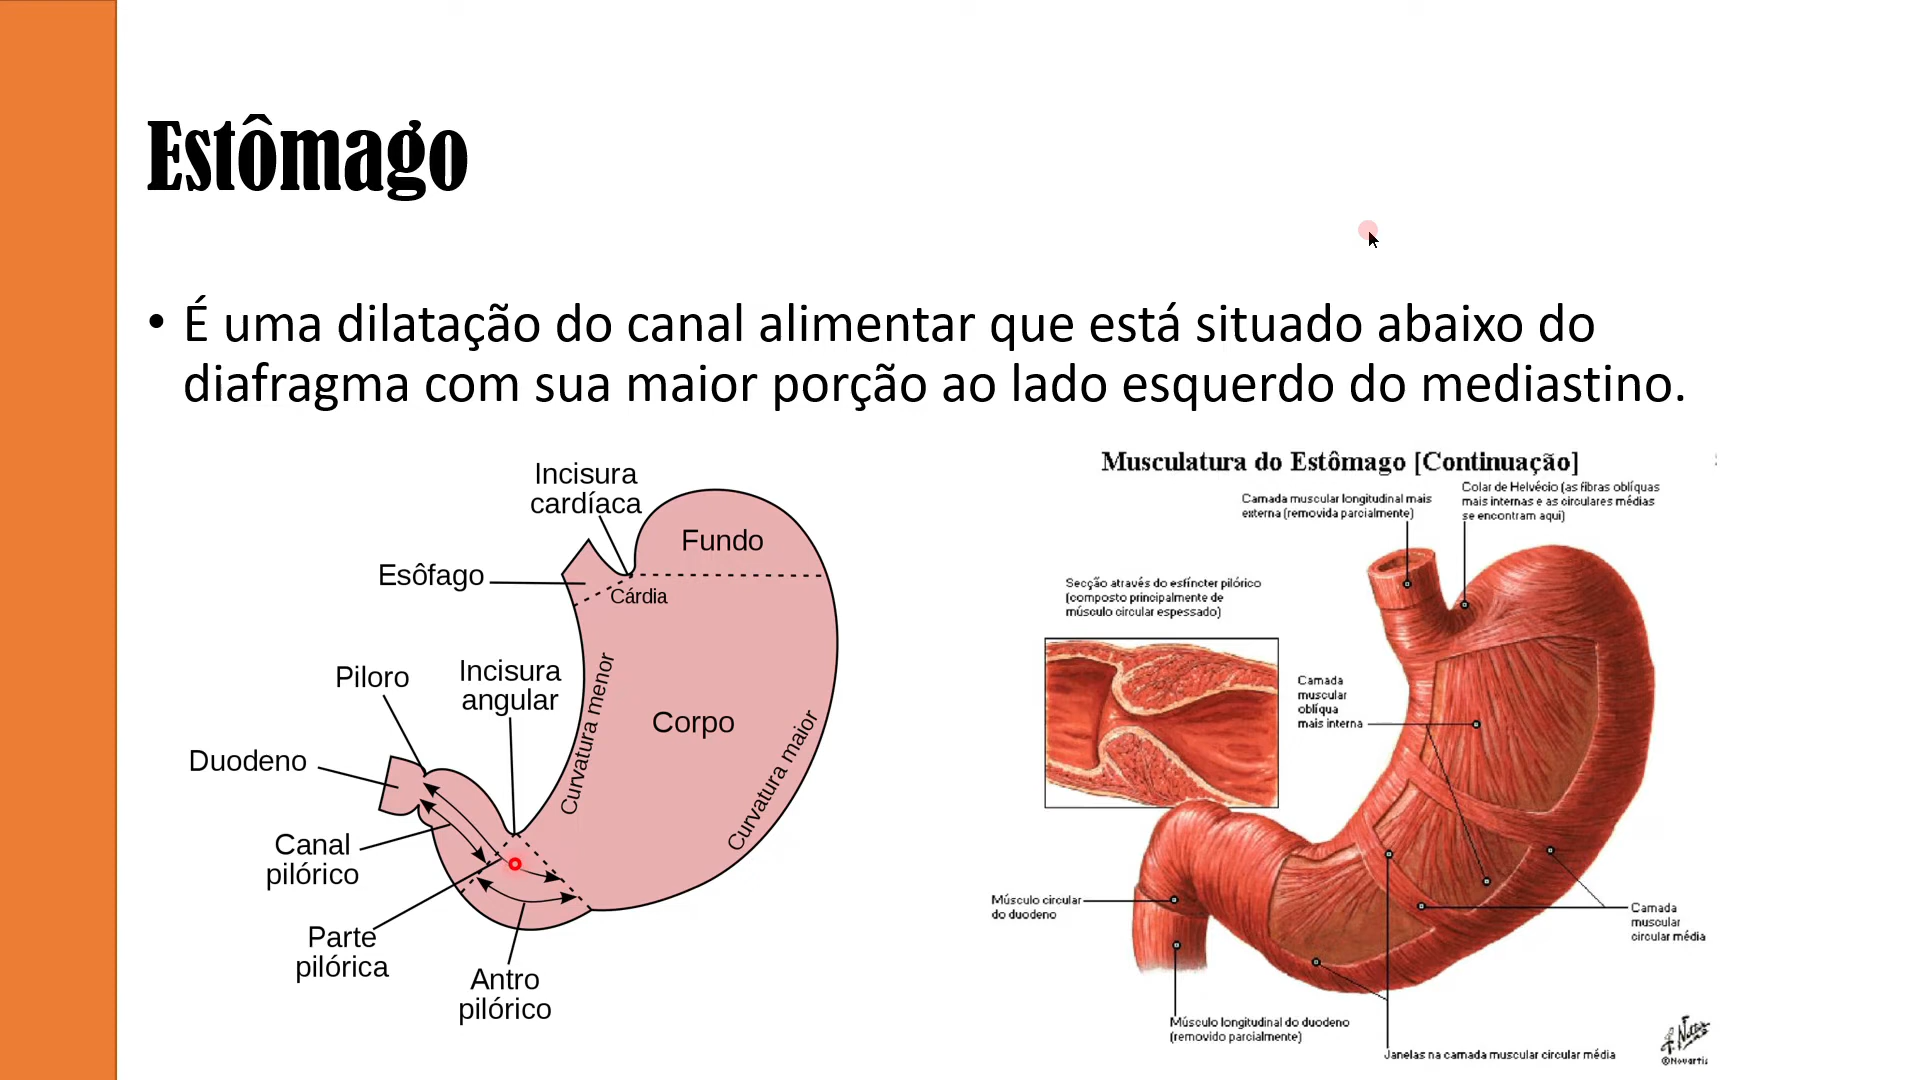 Estômago
• É uma dilatação do canal alimentar que está situado abaixo do
diafragma com sua maior porção ao lado esquerdo do mediastino.
Incisura
cardíaca
Fundo
Esôfago
Cárdia
Piloro
Incisura
angular
Curvatura menor
Corpo
Curvatura maior
Duodeno
Canal
pilórico
Parte
pilórica
Antro
pilórico
Musculatura do Estômago [Continuação]
Camada muscular longitudinal mais
externa (removida parcialmente)
Colar de Helvécio (as fibras oblíquas
mais internas e as circulares médias
se encontram aqui)
Secção através do esfíncter pilórico
(composto principalmente de
músculo circular espessado)
Camada
muscular
oblíqua
mais interna
Músculo circular
do duodeno
Camada
muscular
circular média
Músculo longitudinal do duodeno
(removido parcialmente)
Janelas na camada muscular circular média
F. Netter
©Novartis